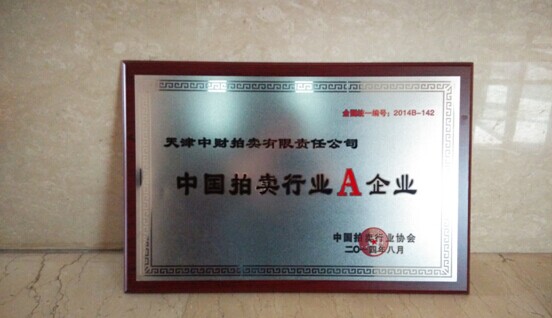 全国统一编号：2014B-142
天津中财拍卖有限责任公司
中国拍卖行业A企业
中国拍卖行业协会
二〇一四年八月